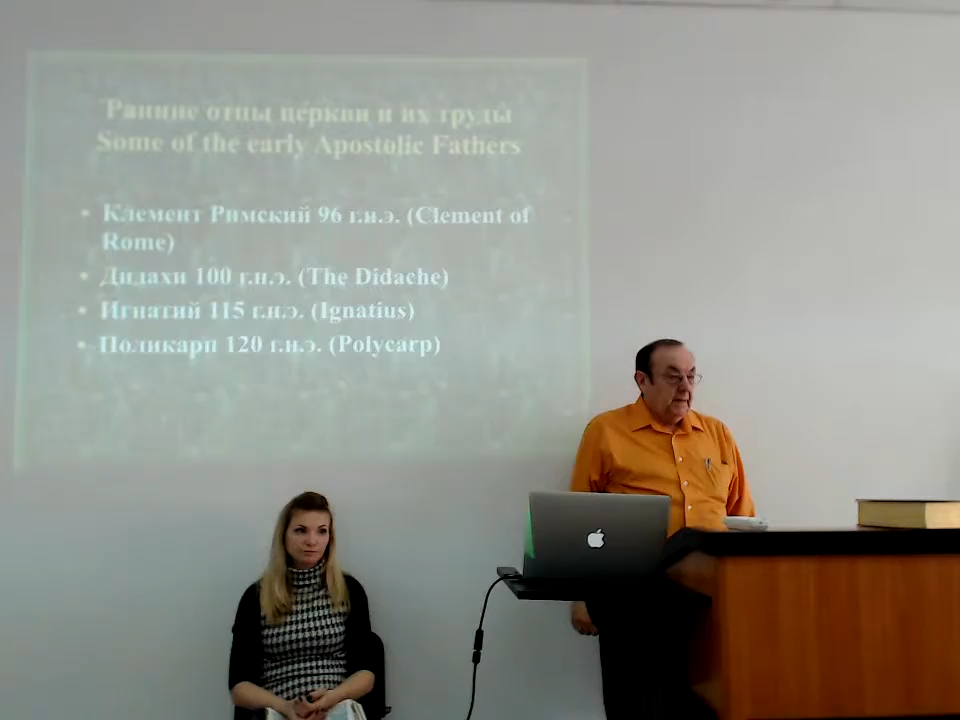 Ранние отцы церкви и их труды
Some of the early Apostolic Fathers
• Климент Римский 96 г.н.э. (Clement of
Rome)
• Дидахи 100 г.н.э. (The Didache)
• Игнатий 115 г.н.э. (Ignatius)
• Поликарп 120 г.н.э. (Polycarp)